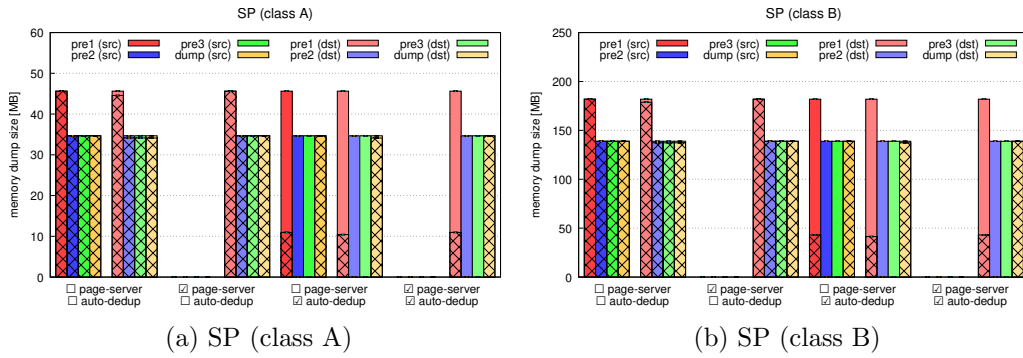 SP (class A)
60
50
40
30
20
10
0
memory dump size [MB]
pre1 (src)
pre2 (src)
pre3 (src)
dump (src)
pre1 (dst)
pre2 (dst)
pre3 (dst)
dump (dst)
☐ page-server
☐ auto-dedup
☑ page-server
☐ auto-dedup
☐ page-server
☑ auto-dedup
☑ page-server
☑ auto-dedup
(a) SP (class A)
SP (class B)
250
200
150
100
50
0
memory dump size [MB]
pre1 (src)
pre2 (src)
pre3 (src)
dump (src)
pre1 (dst)
pre2 (dst)
pre3 (dst)
dump (dst)
☐ page-server
☐ auto-dedup
☑ page-server
☐ auto-dedup
☐ page-server
☑ auto-dedup
☑ page-server
☑ auto-dedup
(b) SP (class B)